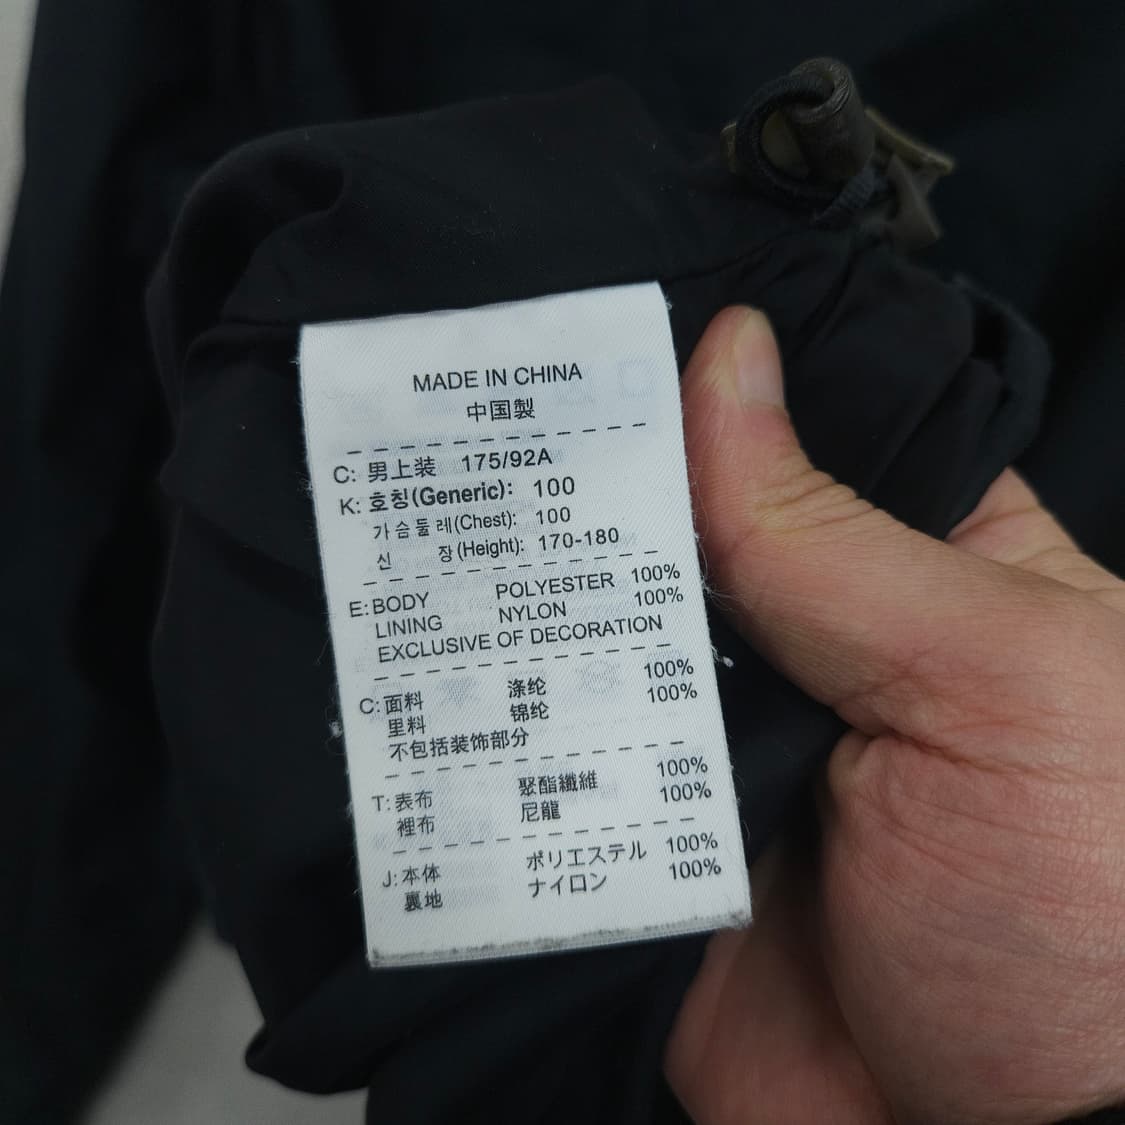 MADE IN CHINA
中国製
C: 男上装 175/92A
K: 호칭(Generic): 100
가슴둘레(Chest): 100
신 장(Height): 170-180
E: BODY POLYESTER 100%
LINING NYLON 100%
EXCLUSIVE OF DECORATION
C: 面料 涤纶 100%
里料 锦纶 100%
不包括装饰部分
T: 表布 聚酯纖維 100%
裡布 尼龍 100%
J: 本体 ポリエステル 100%
裏地 ナイロン 100%